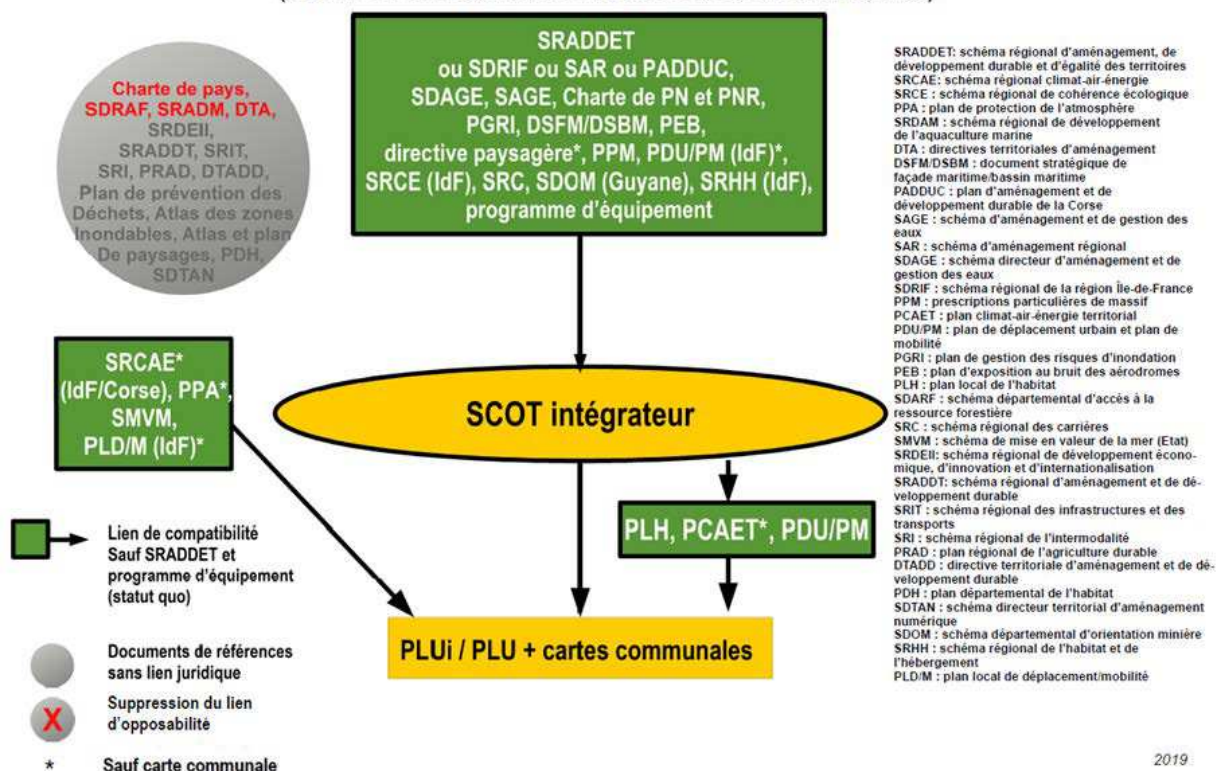 SRADDET
ou SDRIF ou SAR ou PADDUC,
SDAGE, SAGE, Charte de PN et PNR,
PGRI, DSFM/DSBM, PEB,
directive paysagère*, PPM, PDU/PM (IdF)*,
SRCE (IdF), SRC, SDOM (Guyane), SRHH (IdF),
programme d'équipement
Charte de pays,
SDRAF, SRADM, DTA,
SRDEII,
SRADDT, SRIT,
SRI, PRAD, DTADD,
Plan de prévention des
Déchets, Atlas des zones
Inondables, Atlas et plan
De paysages, PDH,
SDTAN
SRCAE*
(IdF/Corse), PPA*,
SMVM,
PLD/M (IdF)*
SCOT intégrateur
PLH, PCAET*, PDU/PM
PLUi / PLU + cartes communales
Lien de compatibilité
Sauf SRADDET et
programme d'équipement
(statut quo)
Documents de références
sans lien juridique
X
Suppression du lien
d'opposabilité
* Sauf carte communale
SRADDET: schéma régional d'aménagement, de
développement durable et d'égalité des territoires
SRCAE: schéma régional climat-air-énergie
SRCE : schéma régional de cohérence écologique
PPA : plan de protection de l'atmosphère
SRDAM : schéma régional de développement
de l'aquaculture marine
DTA : directives territoriales d'aménagement
DSFM/DSBM : document stratégique de
façade maritime/bassin maritime
PADDUC : plan d'aménagement et de
développement durable de la Corse
SAGE : schéma d'aménagement et de gestion des
eaux
SAR : schéma d'aménagement régional
SDAGE : schéma directeur d'aménagement et de
gestion des eaux
SDRIF : schéma régional de la région Île-de-France
PPM : prescriptions particulières de massif
PCAET : plan climat-air-énergie territorial
PDU/PM : plan de déplacement urbain et plan de
mobilité
PGRI : plan de gestion des risques d'inondation
PEB : plan d'exposition au bruit des aérodromes
PLH : plan local de l'habitat
SDARF : schéma départemental d'accès à la
ressource forestière
SRC : schéma régional des carrières
SMVM : schéma de mise en valeur de la mer (Etat)
SRDEII: schéma régional de développement écono-
mique, d'innovation et d'internationalisation
SRADDT: schéma régional d'aménagement et de dé-
veloppement durable
SRIT : schéma régional des infrastructures et des
transports
SRI : schéma régional de l'intermodalité
PRAD : plan régional de l'agriculture durable
DTADD : directive territoriale d'aménagement et de dé-
veloppement durable
PDH : plan départemental de l'habitat
SDTAN : schéma directeur territorial d'aménagement
numérique
SDOM : schéma départemental d'orientation minière
SRHH : schéma régional de l'habitat et de
l'hébergement
PLD/M : plan local de déplacement/mobilité
2019